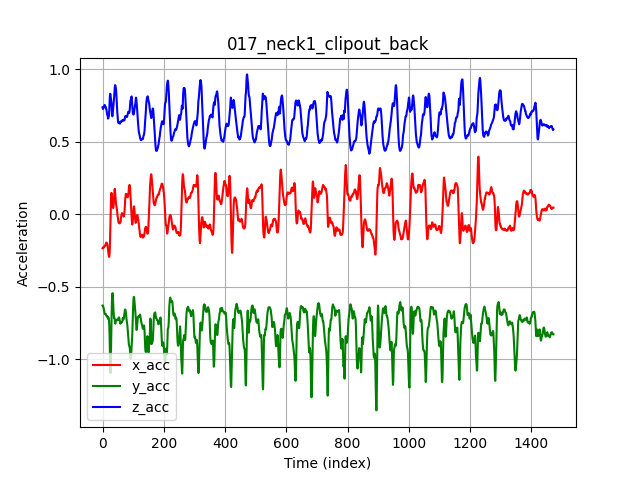 017_neck1_clipout_back
1.0
0.5
0.0
−0.5
−1.0
Acceleration
x_acc
y_acc
z_acc
0 200 400 600 800 1000 1200 1400
Time (index)